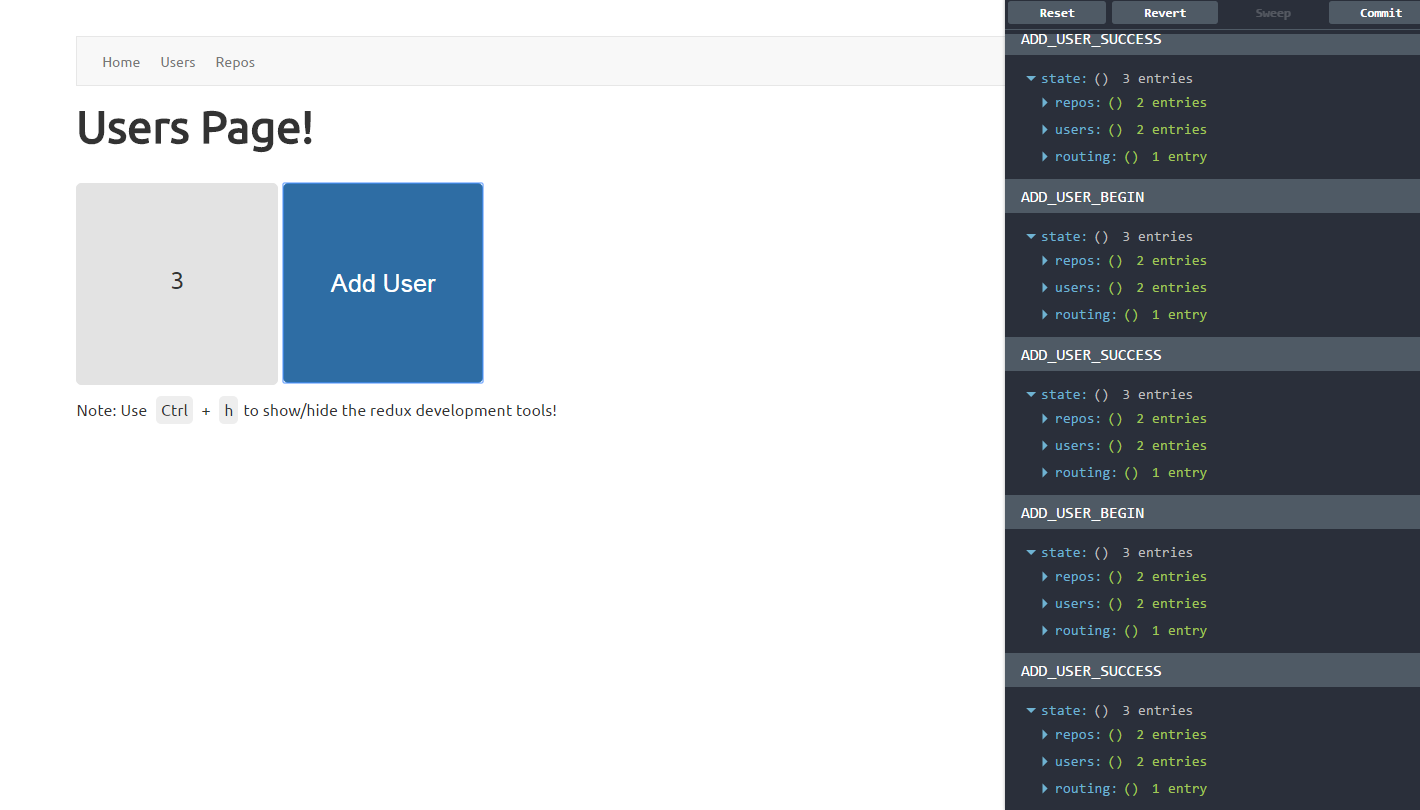 Home Users Repos
Users Page!
3
Add User
Note: Use Ctrl + h to show/hide the redux development tools!
Reset Revert Sweep Commit
ADD_USER_SUCCESS
state: () 3 entries
repos: () 2 entries
users: () 2 entries
routing: () 1 entry
ADD_USER_BEGIN
state: () 3 entries
repos: () 2 entries
users: () 2 entries
routing: () 1 entry
ADD_USER_SUCCESS
state: () 3 entries
repos: () 2 entries
users: () 2 entries
routing: () 1 entry
ADD_USER_BEGIN
state: () 3 entries
repos: () 2 entries
users: () 2 entries
routing: () 1 entry
ADD_USER_SUCCESS
state: () 3 entries
repos: () 2 entries
users: () 2 entries
routing: () 1 entry